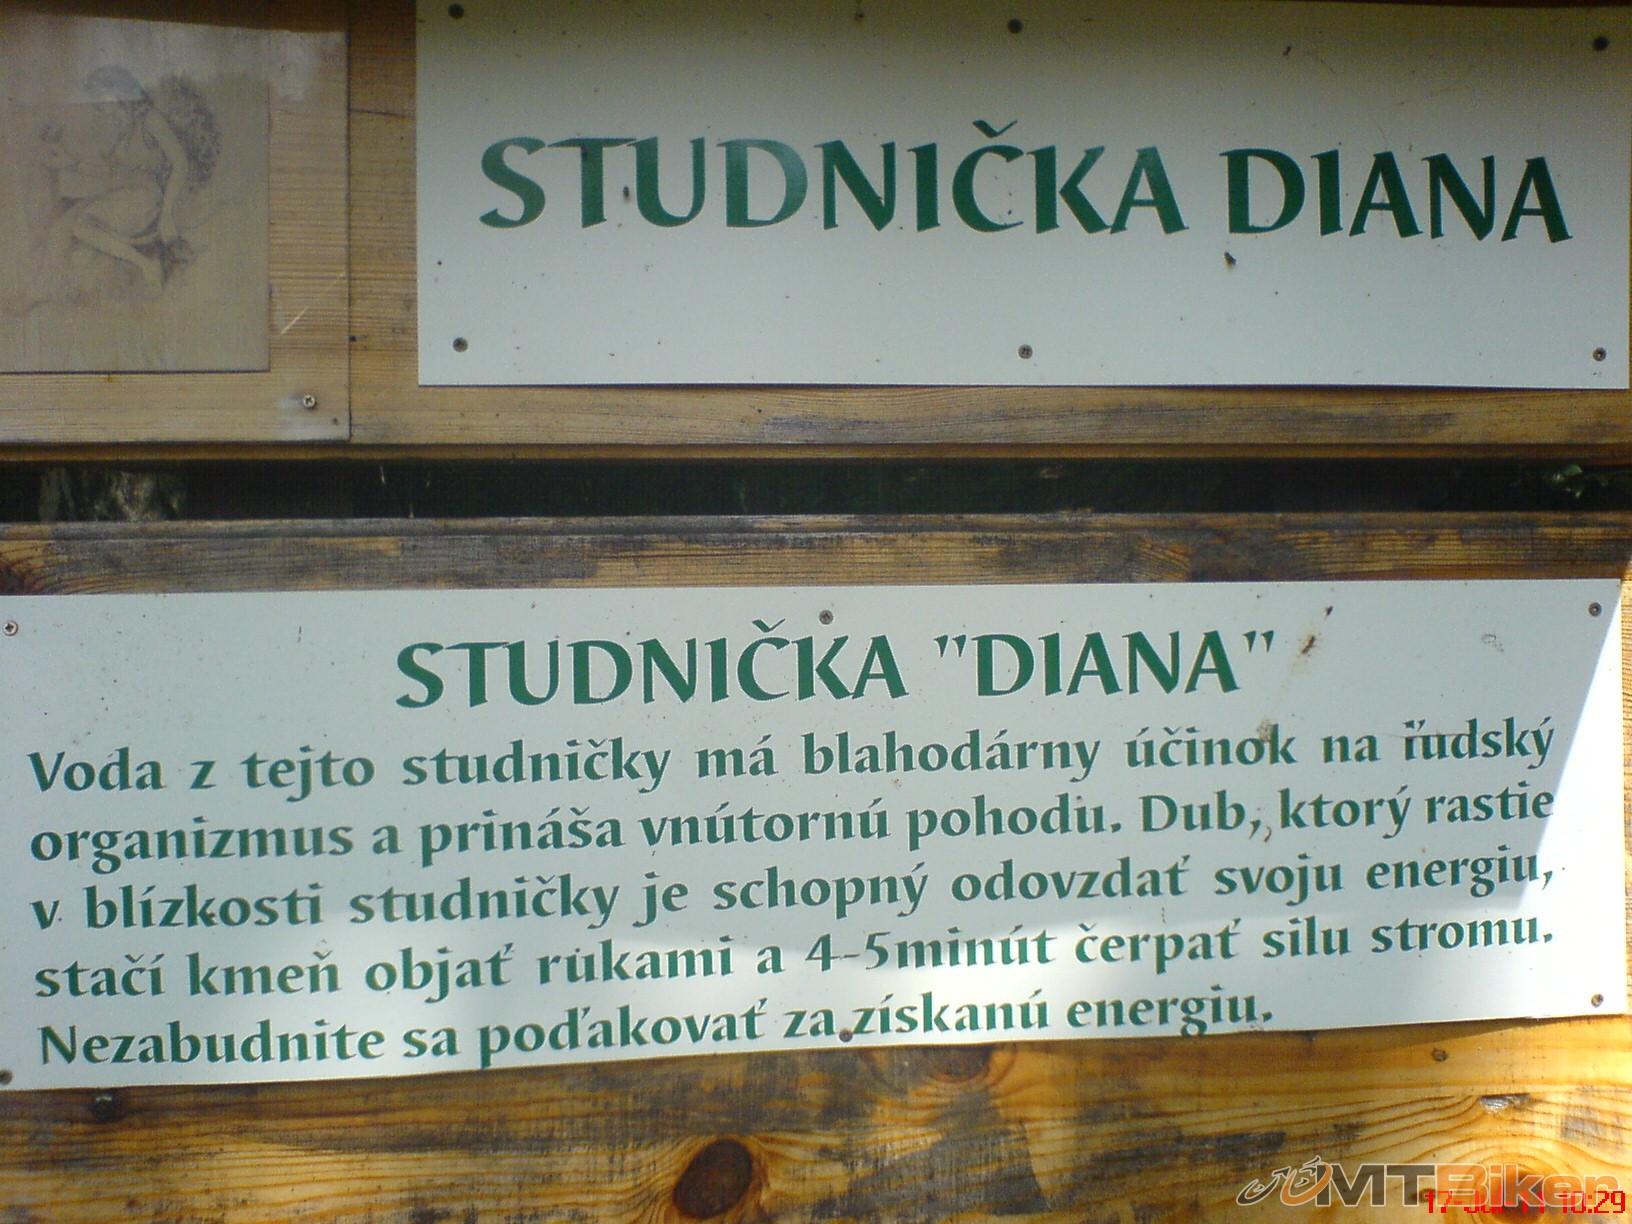 STUDNIČKA DIANA
STUDNIČKA "DIANA"
Voda z tejto studničky má blahodárny účinok na ľudský
organizmus a prináša vnútornú pohodu. Dub, ktorý rastie
v blízkosti studničky je schopný odovzdať svoju energiu,
stačí kmeň objať rukami a 4-5minút čerpať silu stromu.
Nezabudnite sa poďakovať za získanú energiu.
MTBiker
10:29